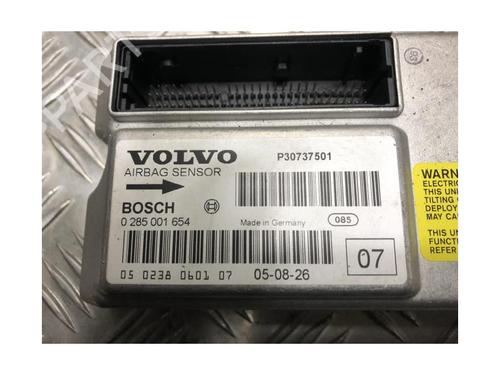 VOLVO
P30737501
AIRBAG SENSOR
BOSCH
0 285 001 654
Made in Germany
085
05 0238 0601 07
05-08-26
07
WARN
ELECTRI
THIS UNI
TILTING O
DEPLOY
MAY CA
THIS UN
FUNCTI
REFER